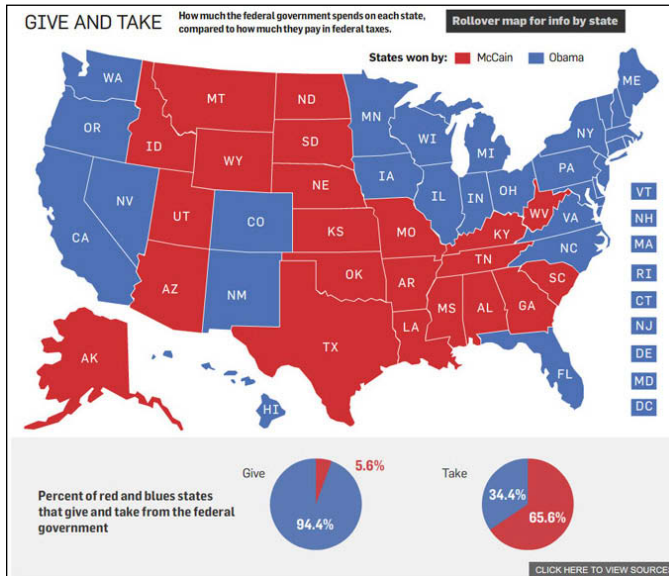 GIVE AND TAKE
How much the federal government spends on each state,
compared to how much they pay in federal taxes.
Rollover map for info by state
States won by: McCain Obama
WA
MT
ND
MN
ME
OR
ID
SD
WI
MI
NY
WY
IA
PA
NE
NV
UT
CO
IL
IN
OH
WV
VA
CA
KS
MO
KY
NC
TN
AZ
NM
OK
AR
SC
MS
AL
GA
LA
TX
AK
FL
HI
VT
NH
MA
RI
CT
NJ
DE
MD
DC
Give
5.6%
94.4%
Take
34.4%
65.6%
Percent of red and blues states
that give and take from the federal
government
CLICK HERE TO VIEW SOURCE